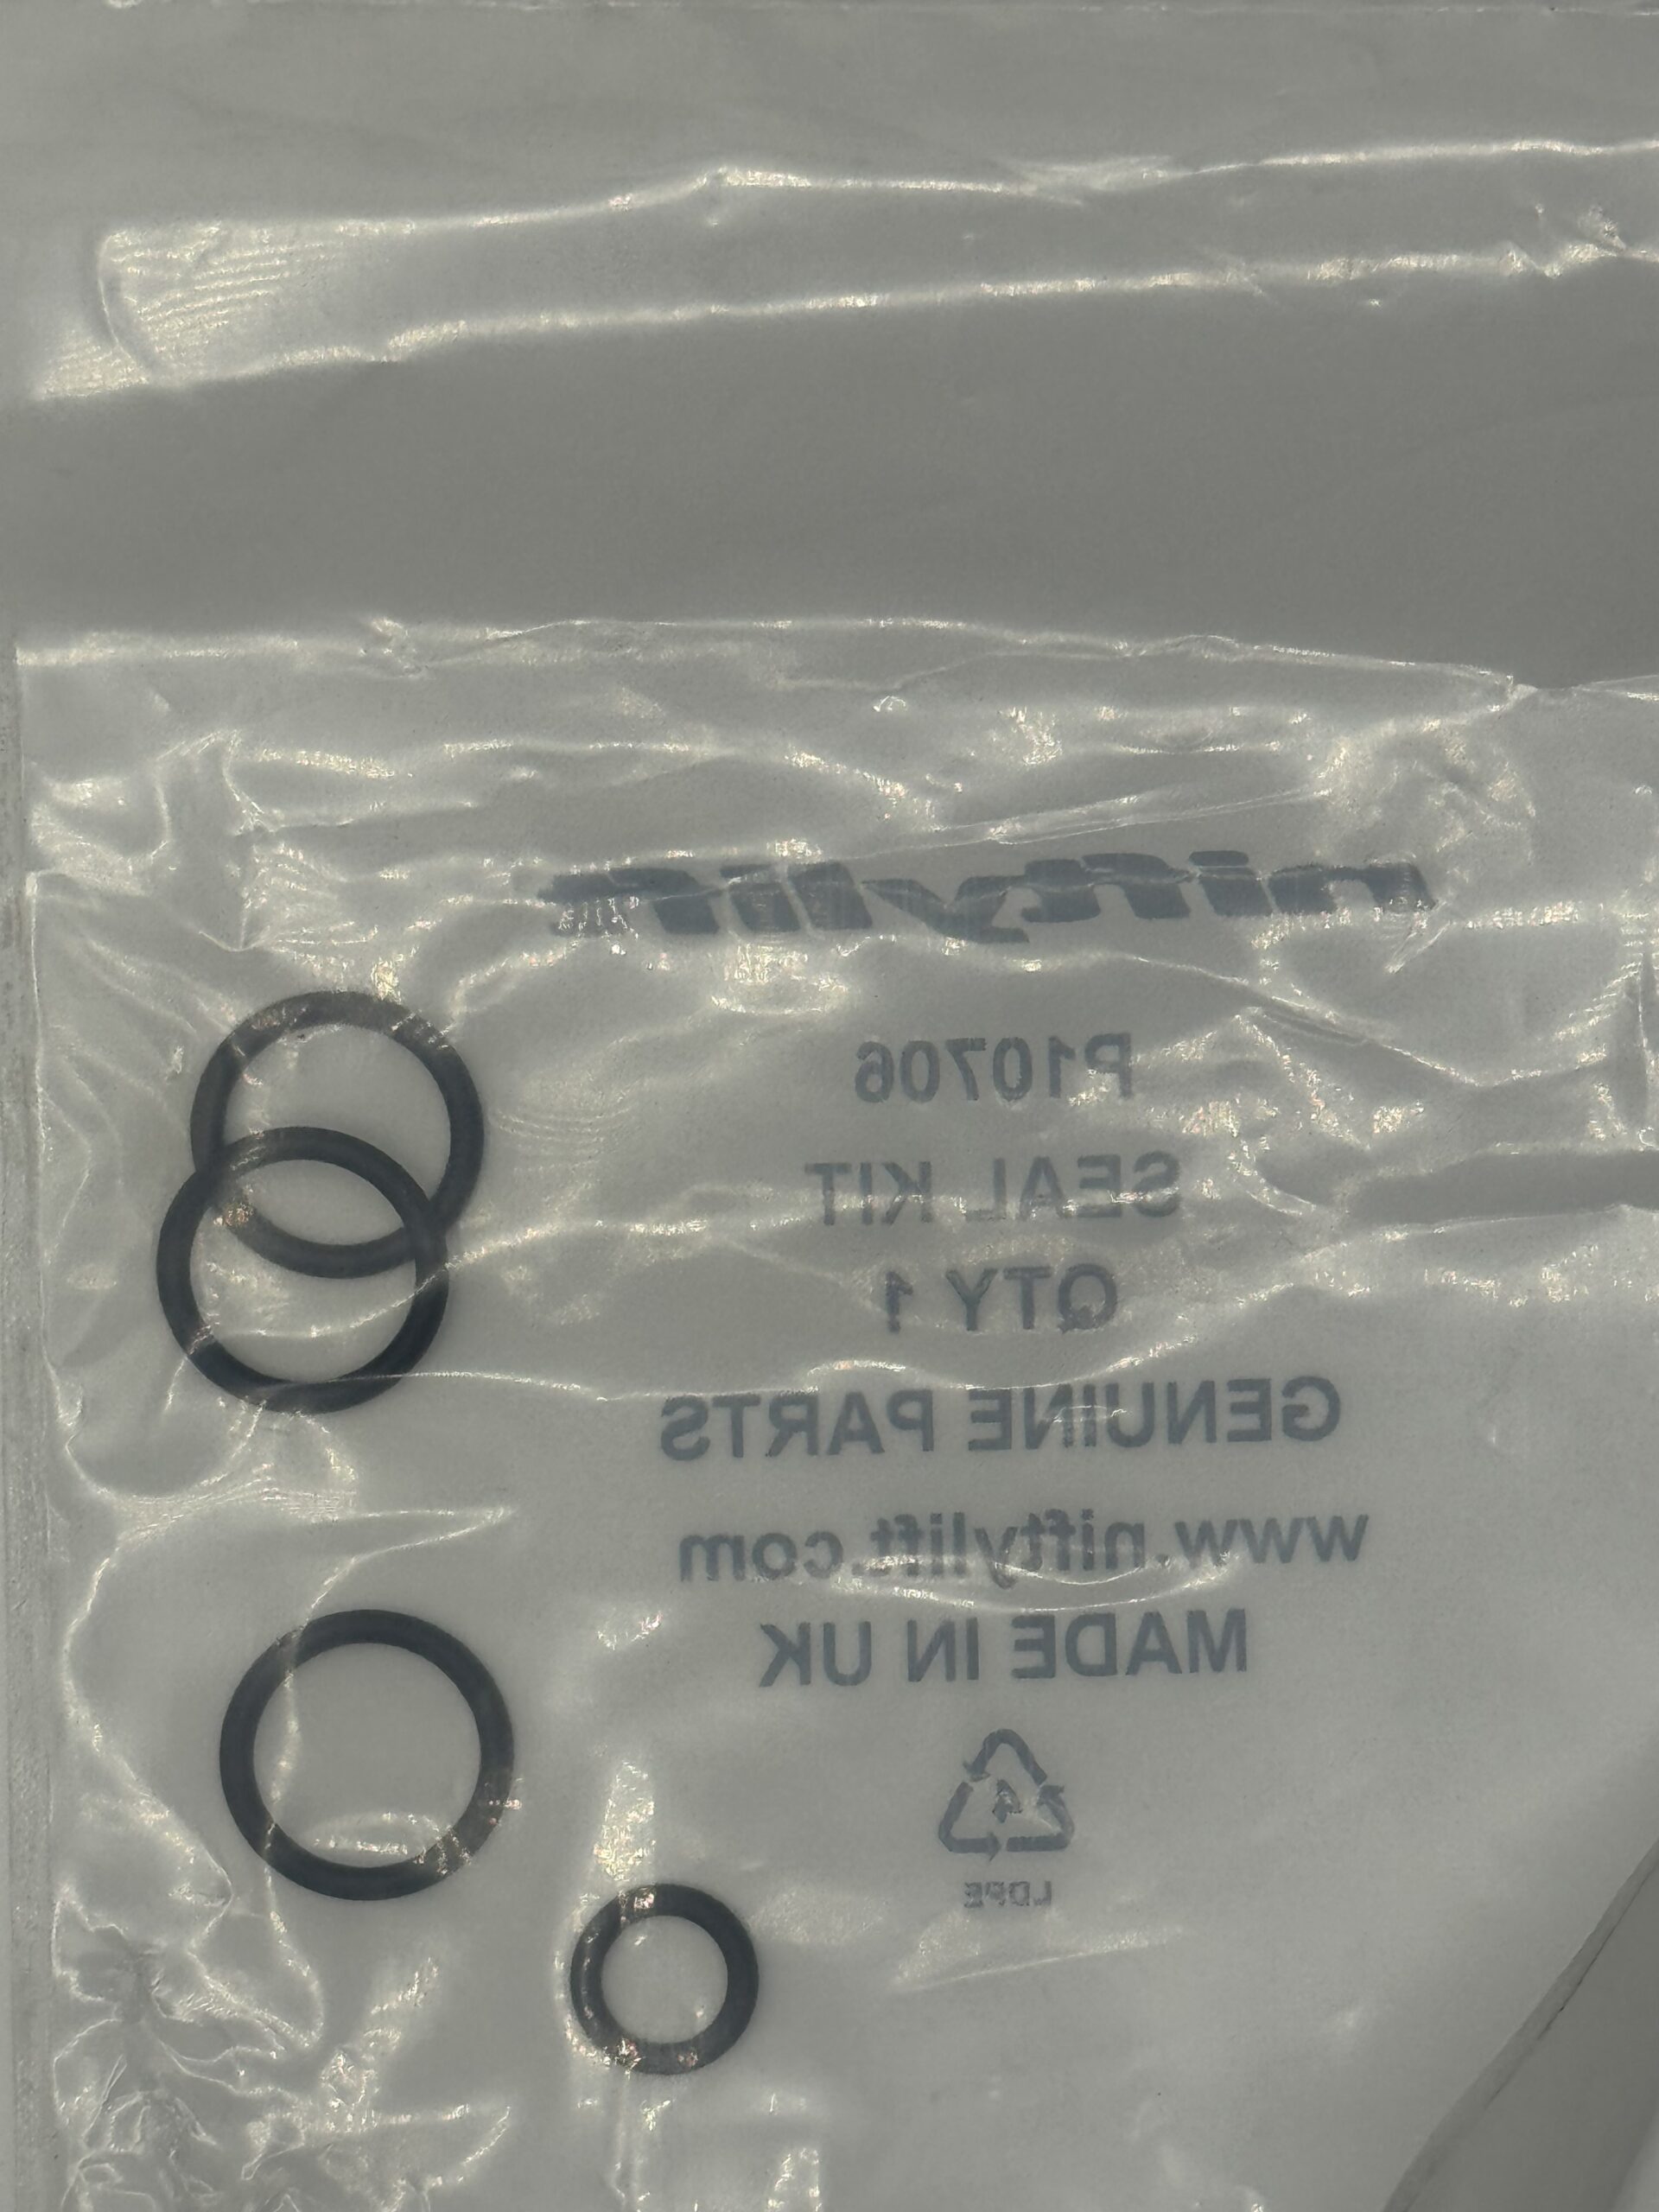 niftylift
P10706
SEAL KIT
QTY 1
GENUINE PARTS
www.niftylift.com
MADE IN UK
4
LDPE